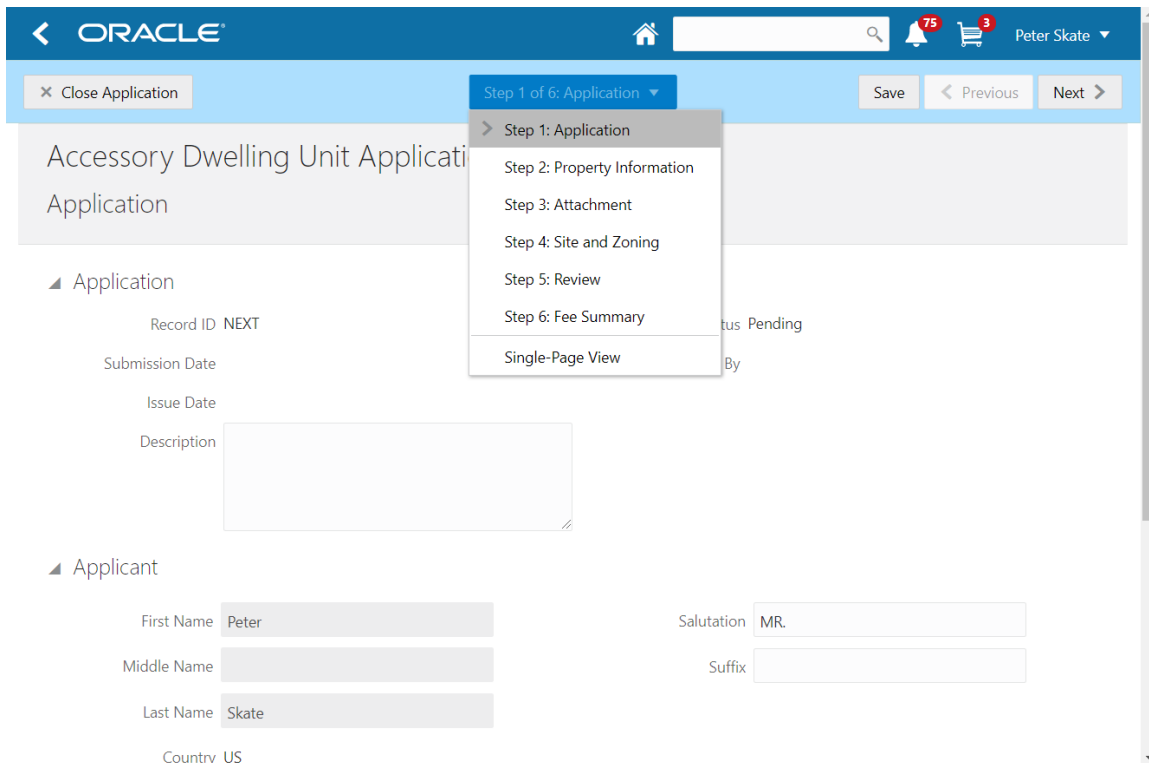 ORACLE
75
3
Peter Skate
Close Application
Step 1 of 6: Application
Save
Previous
Next
Step 1: Application
Step 2: Property Information
Step 3: Attachment
Step 4: Site and Zoning
Step 5: Review
Step 6: Fee Summary
Single-Page View
Accessory Dwelling Unit Applicati
Application
Application
Record ID NEXT
tus Pending
Submission Date
By
Issue Date
Description
Applicant
First Name Peter
Salutation MR.
Middle Name
Suffix
Last Name Skate
Country US